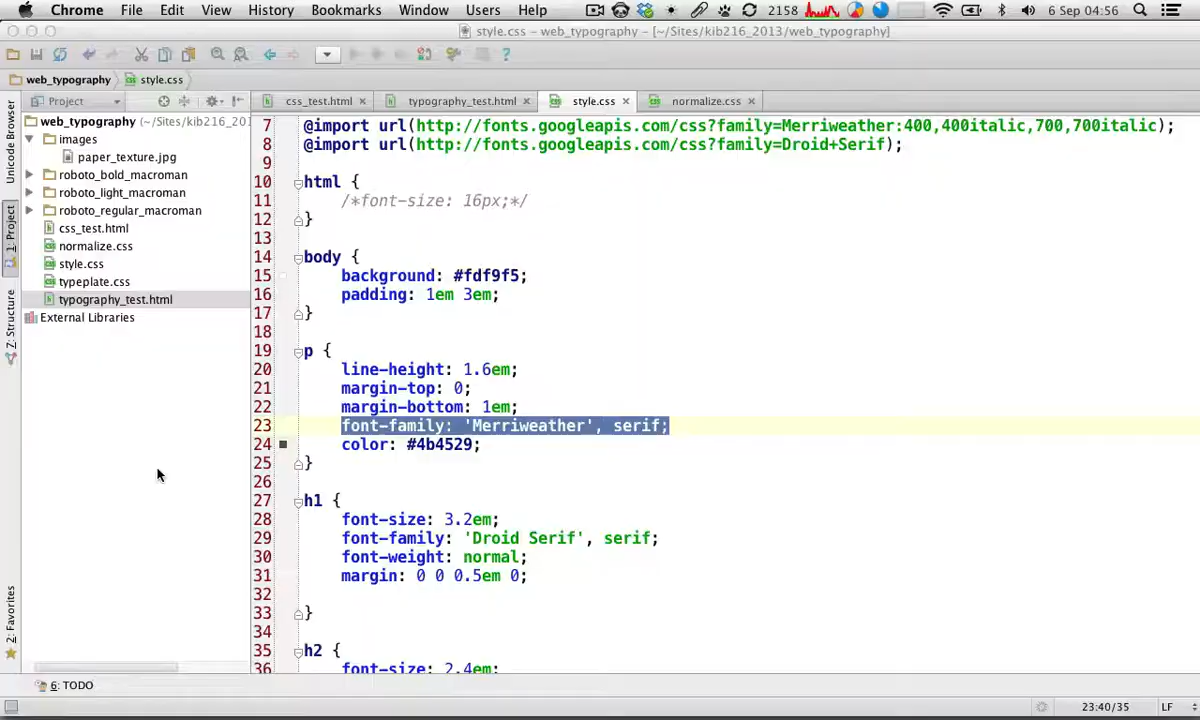 Chrome File Edit View History Bookmarks Window Users Help 2158 6 Sep 04:56
style.css – web_typography – [~/Sites/kib216_2013/web_typography]
web_typography style.css
Project css_test.html typography_test.html style.css normalize.css
web_typography (~/Sites/kib216_201
images
paper_texture.jpg
roboto_bold_macroman
roboto_light_macroman
roboto_regular_macroman
css_test.html
normalize.css
style.css
typeplate.css
typography_test.html
External Libraries
Unicode Browser
1: Project
7: Structure
2: Favorites
7 @import url(http://fonts.googleapis.com/css?family=Merriweather:400,400italic,700,700italic);
8 @import url(http://fonts.googleapis.com/css?family=Droid+Serif);
9
10 html {
11 /*font-size: 16px;*/
12 }
13
14 body {
15 background: #fdf9f5;
16 padding: 1em 3em;
17 }
18
19 p {
20 line-height: 1.6em;
21 margin-top: 0;
22 margin-bottom: 1em;
23 font-family: 'Merriweather', serif;
24 color: #4b4529;
25 }
26
27 h1 {
28 font-size: 3.2em;
29 font-family: 'Droid Serif', serif;
30 font-weight: normal;
31 margin: 0 0 0.5em 0;
32
33 }
34
35 h2 {
36 font-size: 2.4em;
6: TODO
23:40/35 LF